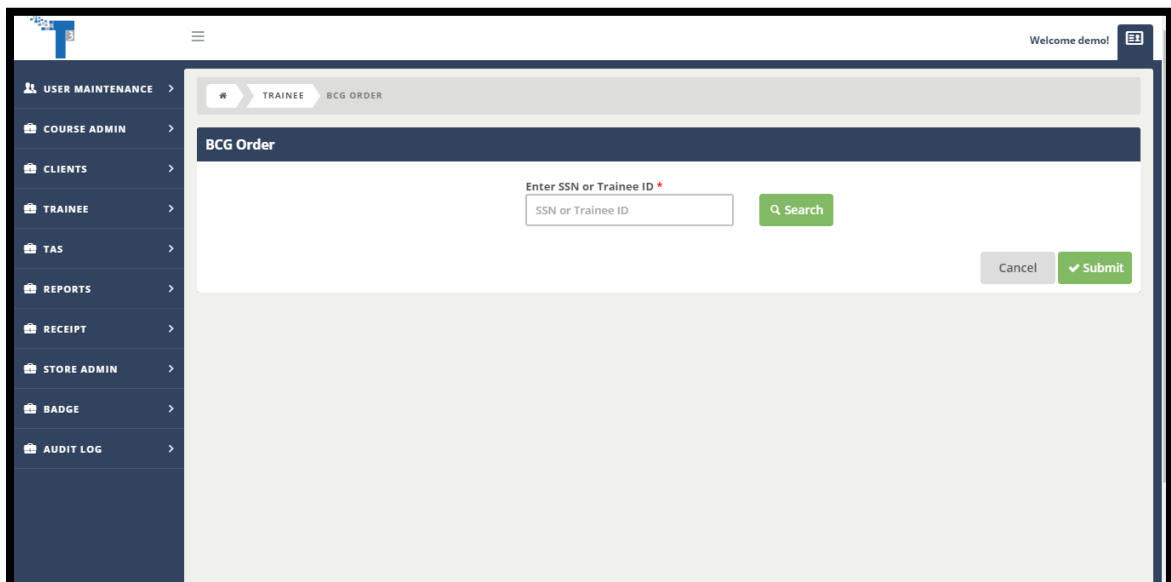 T3
Welcome demo!
USER MAINTENANCE
COURSE ADMIN
CLIENTS
TRAINEE
TAS
REPORTS
RECEIPT
STORE ADMIN
BADGE
AUDIT LOG
TRAINEE BCG ORDER
BCG Order
Enter SSN or Trainee ID *
SSN or Trainee ID Search
Cancel Submit